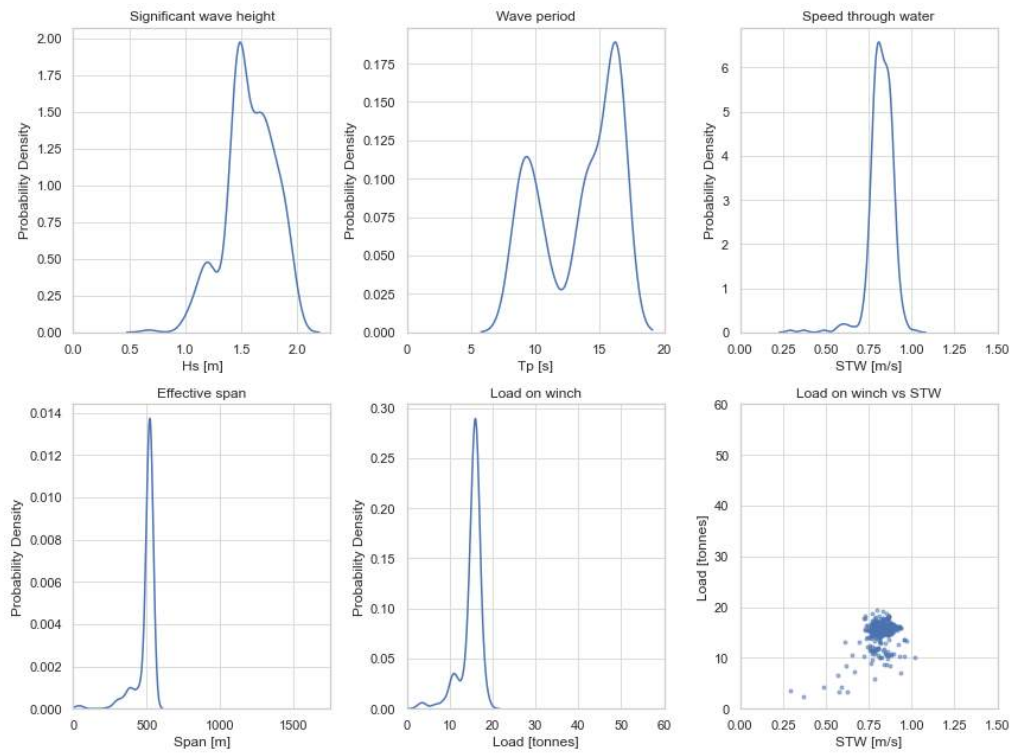 Significant wave height
2.00
1.75
1.50
1.25
1.00
0.75
0.50
0.25
0.00
Probability Density
0.0 0.5 1.0 1.5 2.0
Hs [m]
Wave period
0.175
0.150
0.125
0.100
0.075
0.050
0.025
0.000
Probability Density
0 5 10 15 20
Tp [s]
Speed through water
6
5
4
3
2
1
0
Probability Density
0.00 0.25 0.50 0.75 1.00 1.25 1.50
STW [m/s]
Effective span
0.014
0.012
0.010
0.008
0.006
0.004
0.002
0.000
Probability Density
0 500 1000 1500
Span [m]
Load on winch
0.30
0.25
0.20
0.15
0.10
0.05
0.00
Probability Density
0 10 20 30 40 50 60
Load [tonnes]
Load on winch vs STW
60
50
40
30
20
10
0
Load [tonnes]
0.00 0.25 0.50 0.75 1.00 1.25 1.50
STW [m/s]